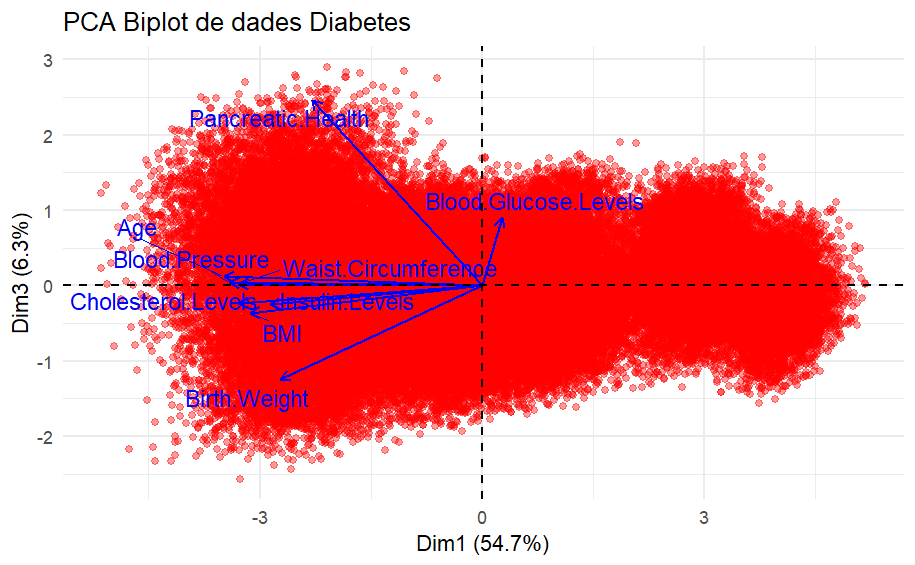 PCA Biplot de dados Diabetes
3
2
1
0
-1
-2
Dim3 (6.3%)
Pancreatic.Health
Blood.Glucose.Levels
Age
Blood.Pressure
Waist.Circumference
Cholesterol.Levels
Insulin.Levels
BMI
Birth.Weight
-3
0
3
Dim1 (54.7%)